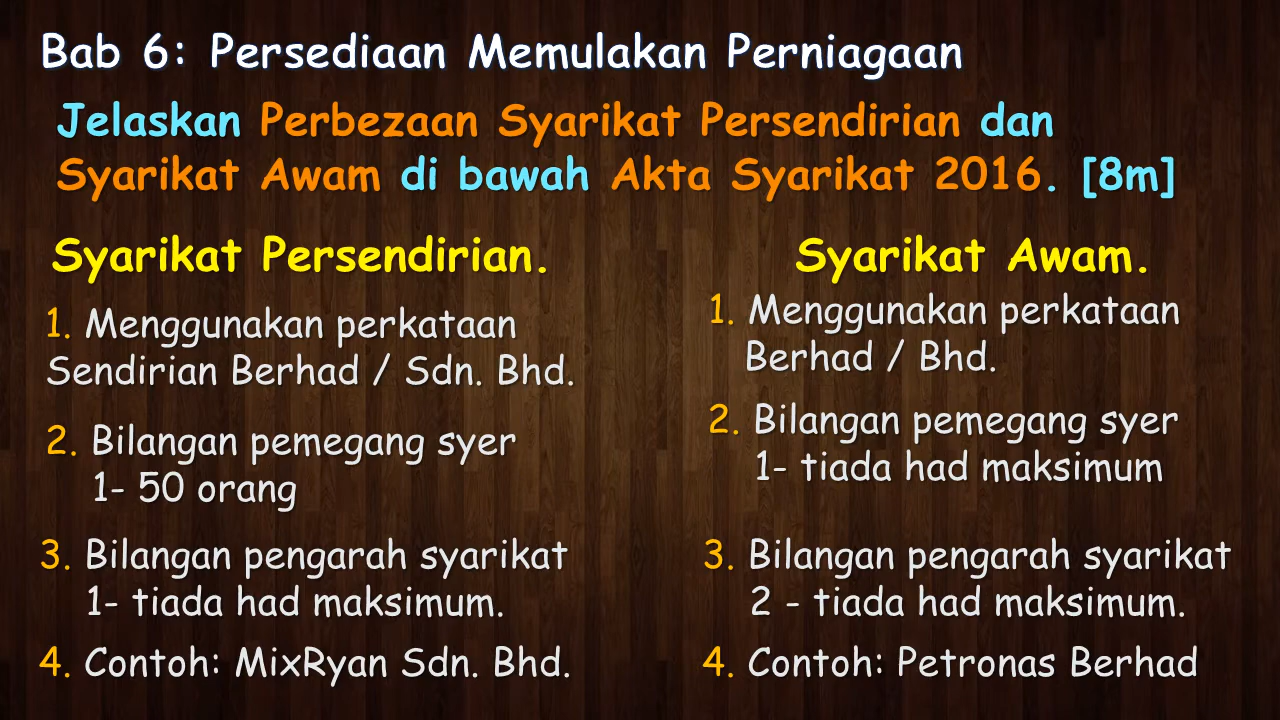 Bab 6: Persediaan Memulakan Perniagaan
Jelaskan Perbezaan Syarikat Persendirian dan
Syarikat Awam di bawah Akta Syarikat 2016. [8m]
Syarikat Persendirian.
1. Menggunakan perkataan
Sendirian Berhad / Sdn. Bhd.
2. Bilangan pemegang syer
1- 50 orang
3. Bilangan pengarah syarikat
1- tiada had maksimum.
4. Contoh: MixRyan Sdn. Bhd.
Syarikat Awam.
1. Menggunakan perkataan
Berhad / Bhd.
2. Bilangan pemegang syer
1- tiada had maksimum
3. Bilangan pengarah syarikat
2 - tiada had maksimum.
4. Contoh: Petronas Berhad